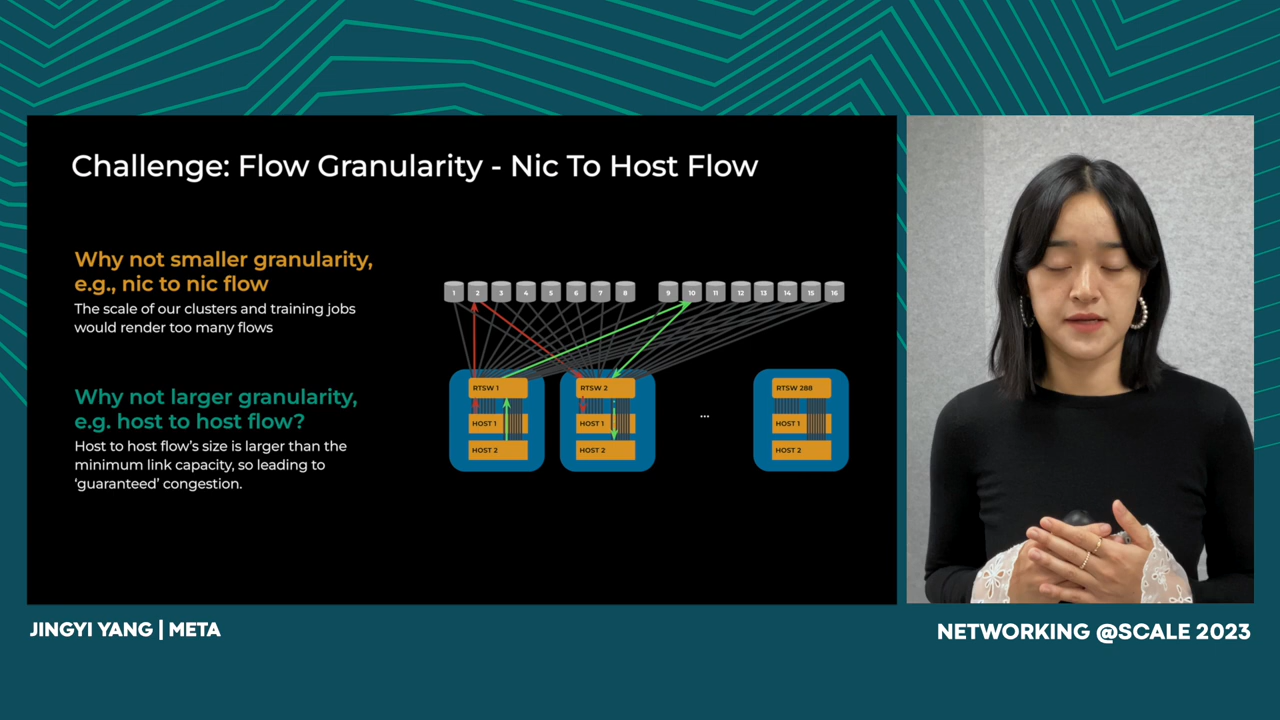 Challenge: Flow Granularity - Nic To Host Flow
Why not smaller granularity,
e.g., nic to nic flow
The scale of our clusters and training jobs
would render too many flows
Why not larger granularity,
e.g. host to host flow?
Host to host flow's size is larger than the
minimum link capacity, so leading to
‘guaranteed’ congestion.
1 2 3 4 5 6 7 8 9 10 11 12 13 14 15 16
RTSW 1
HOST 1
HOST 2
RTSW 2
HOST 1
HOST 2
...
RTSW 288
HOST 1
HOST 2
JINGYI YANG | META
NETWORKING @SCALE 2023